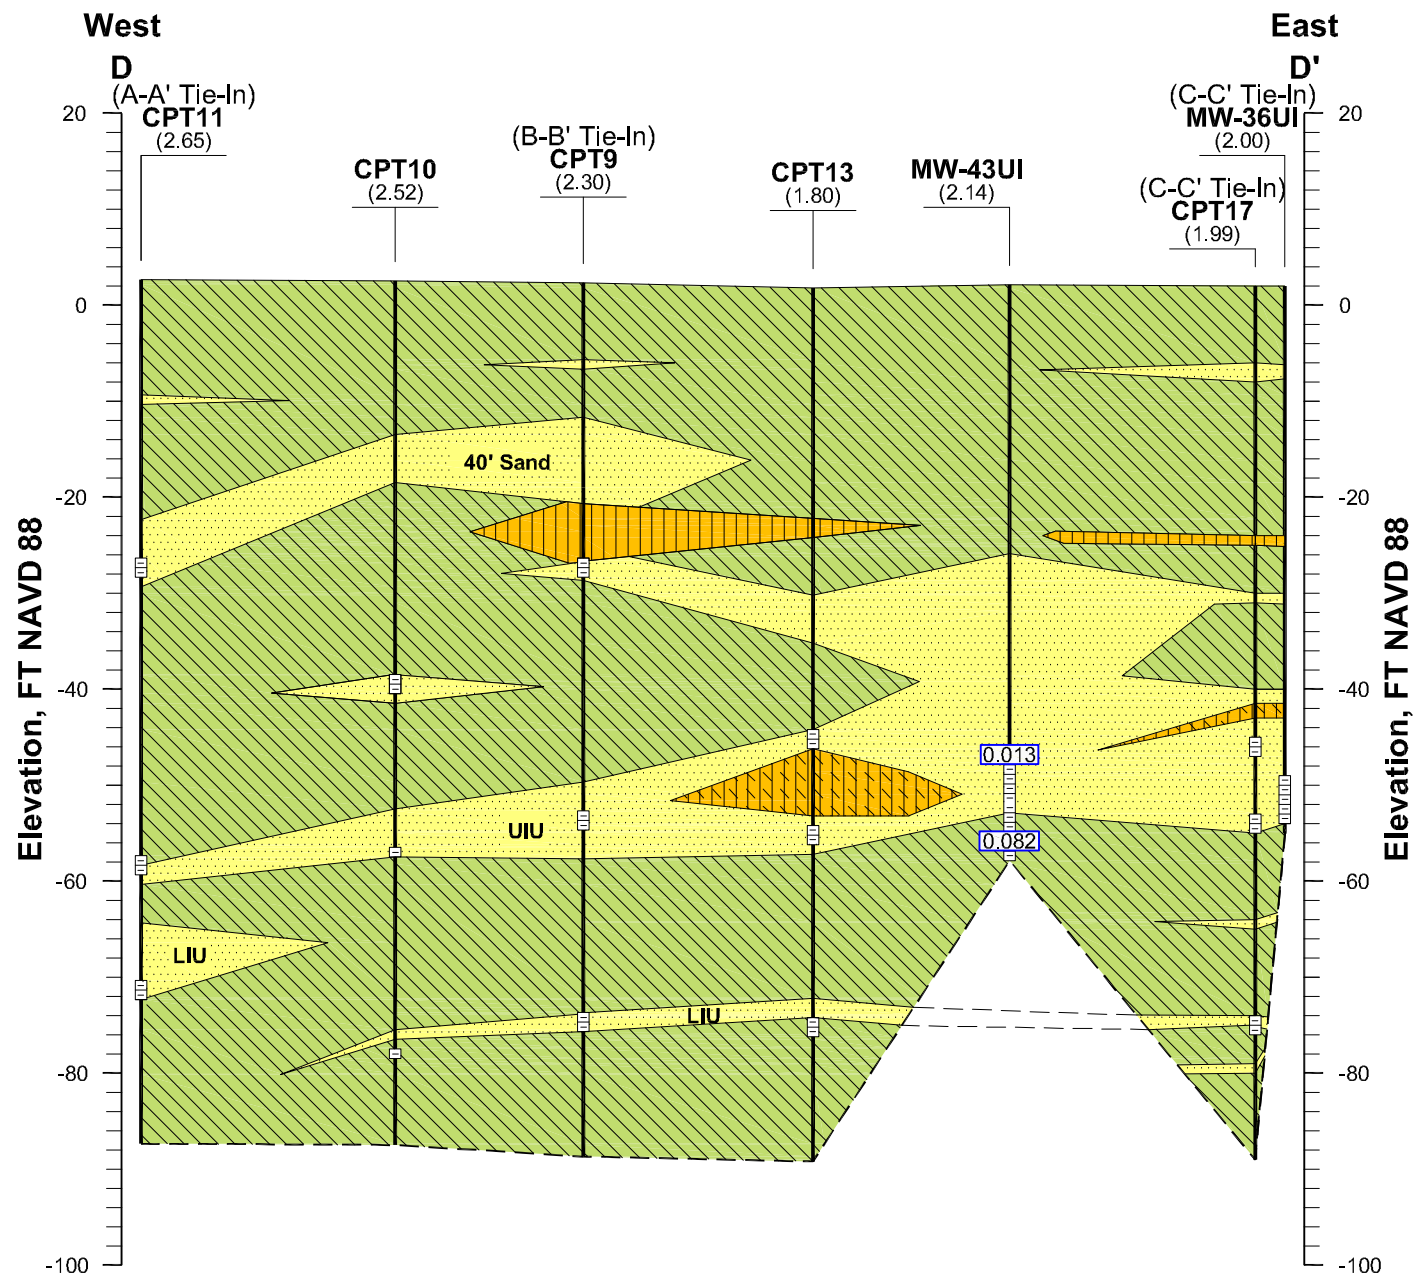 West
East
D
D'
(A-A' Tie-In)
CPT11
(2.65)
CPT10
(2.52)
(B-B' Tie-In)
CPT9
(2.30)
CPT13
(1.80)
MW-43UI
(2.14)
(C-C' Tie-In)
MW-36UI
(2.00)
(C-C' Tie-In)
CPT17
(1.99)
20
0
-20
-40
-60
-80
-100
Elevation, FT NAVD 88
40' Sand
UIU
LIU
LIU
0.013
0.082
20
0
-20
-40
-60
-80
-100
Elevation, FT NAVD 88